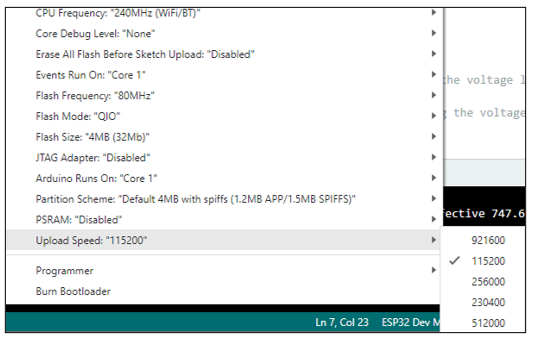 CPU Frequency: "240MHz (WiFi/BT)"
Core Debug Level: "None"
Erase All Flash Before Sketch Upload: "Disabled"
Events Run On: "Core 1"
Flash Frequency: "80MHz"
the voltage l
Flash Mode: "QIO"
the voltage
Flash Size: "4MB (32Mb)"
JTAG Adapter: "Disabled"
Arduino Runs On: "Core 1"
Partition Scheme: "Default 4MB with spiffs (1.2MB APP/1.5MB SPIFFS)"
PSRAM: "Disabled"
fective 747.6
Upload Speed: "115200"
921600
115200
256000
230400
512000
Programmer
Burn Bootloader
Ln 7, Col 23 ESP32 Dev M